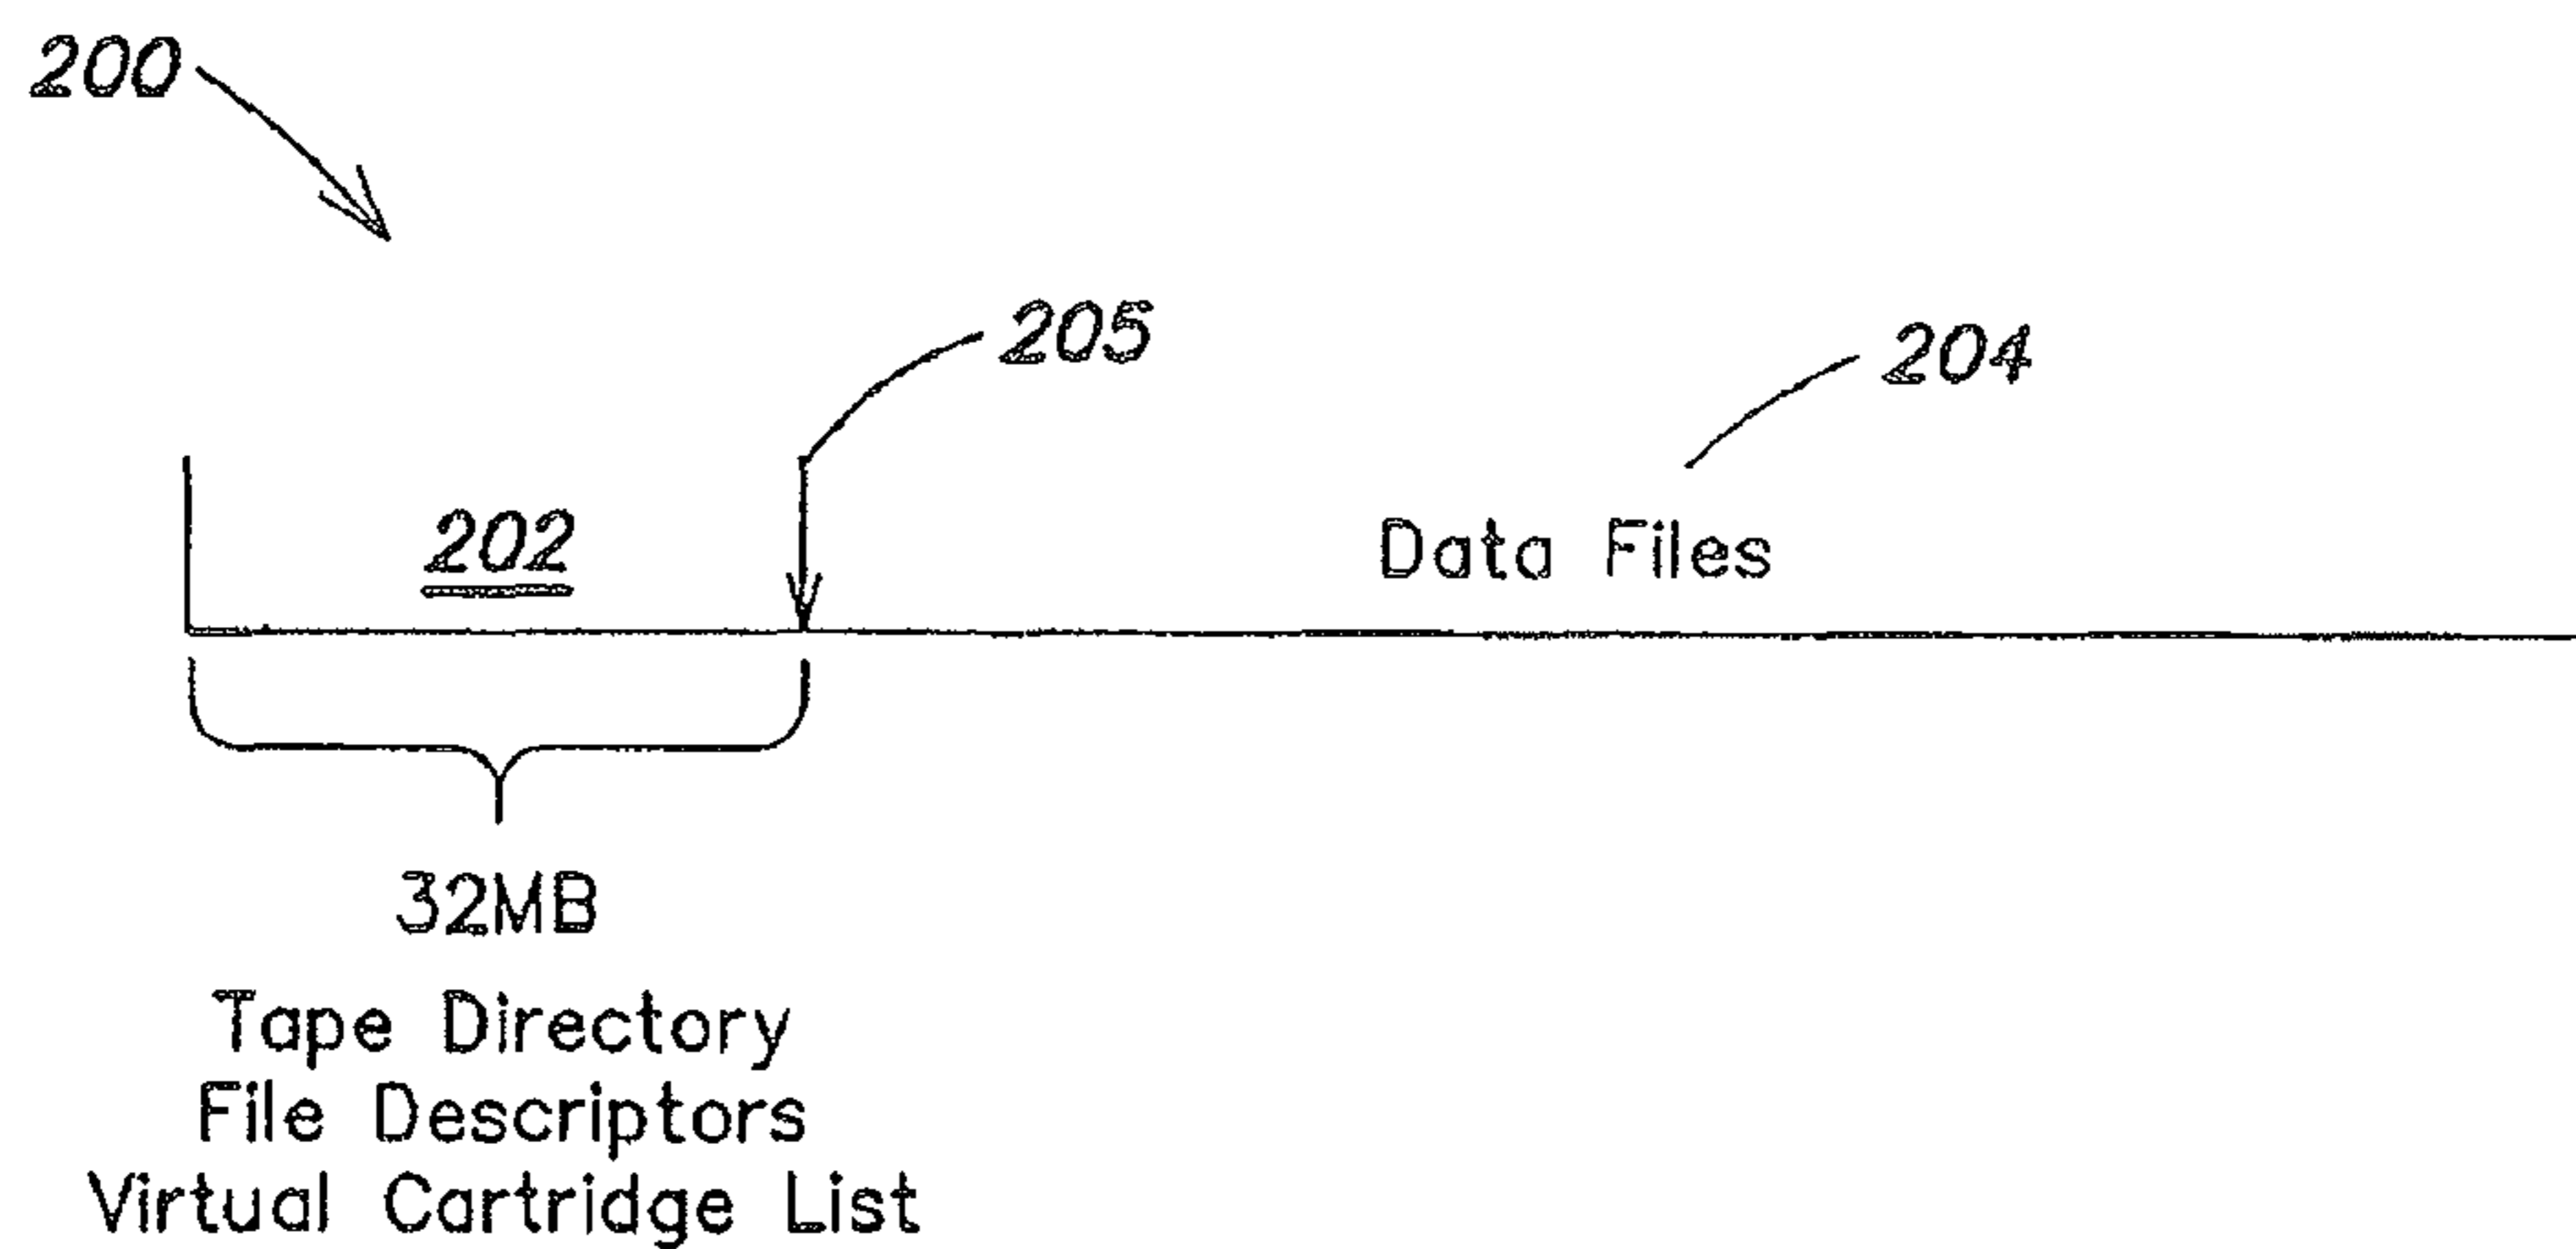 200
205
204
202
Data Files
32MB
Tape Directory
File Descriptors
Virtual Cartridge List